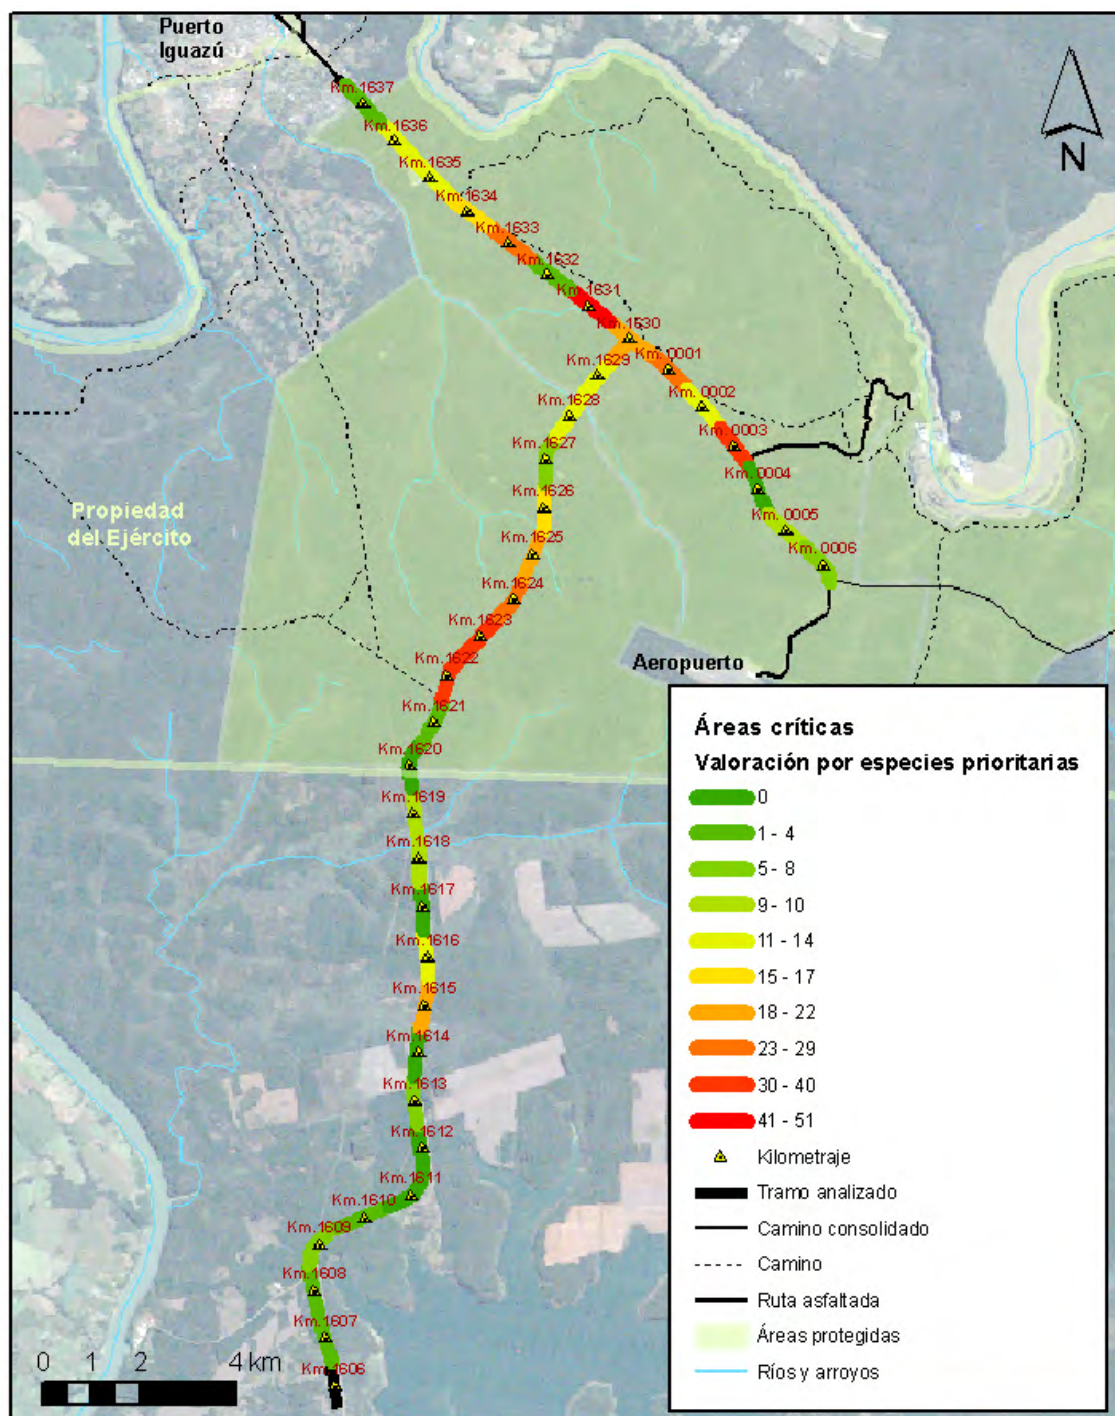 Puerto
Iguazú
Km.1637
Km.1636
Km.1635
Km.1634
Km.1633
Km.1632
Km.1631
Km.1630
Km.1629
Km. 0001
Km.1628
Km. 0002
Km.1627
Km. 0003
Km.1626
Km. 0004
Km.1625
Km. 0005
Km.1624
Km. 0006
Km.1623
Km.1622
Km.1621
Km.1620
Km.1619
Km.1618
Km.1617
Km.1616
Km.1615
Km.1614
Km.1613
Km.1612
Km.1611
Km.1610
Km.1609
Km.1608
Km.1607
Km.1606
N
Propiedad
del Ejército
Aeropuerto
Áreas críticas
Valoración por especies prioritarias
0
1 - 4
5 - 8
9 - 10
11 - 14
15 - 17
18 - 22
23 - 29
30 - 40
41 - 51
Kilometraje
Tramo analizado
Camino consolidado
Camino
Ruta asfaltada
Áreas protegidas
Ríos y arroyos
0 1 2 4 km